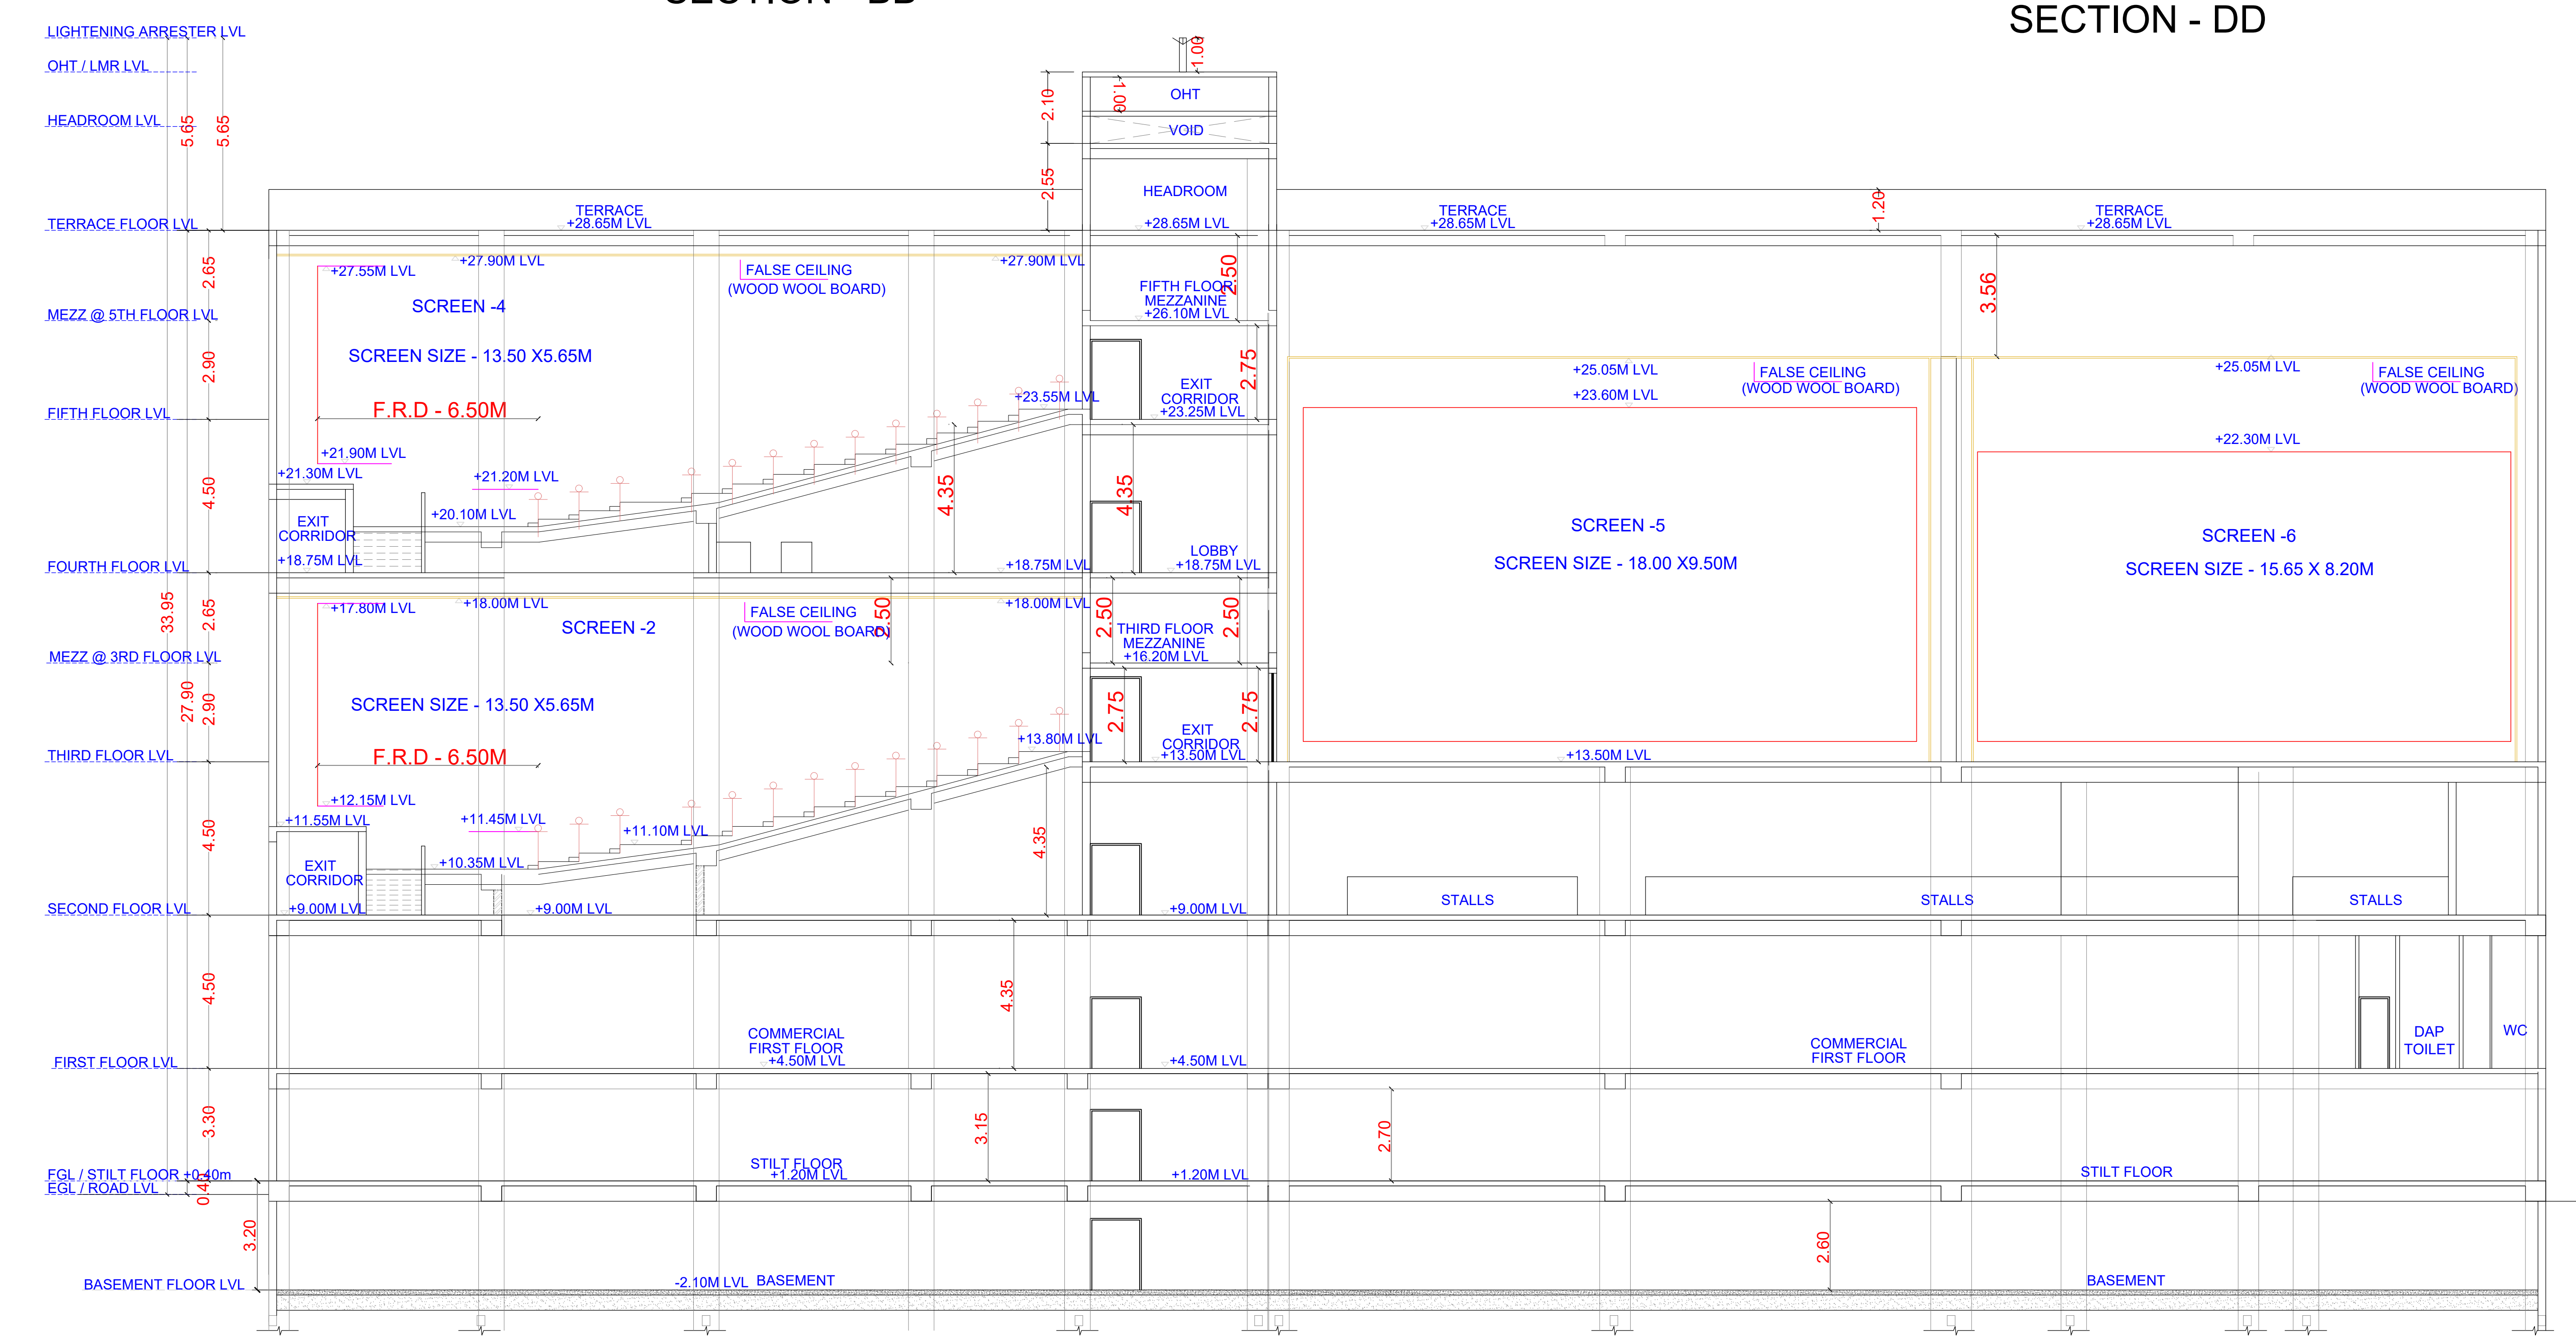 SECTION - DD
LIGHTENING ARRESTER LVL
OHT / LMR LVL
HEADROOM LVL
5.65
5.65
1.00
2.10
1.00
OHT
VOID
2.55
HEADROOM
1.20
TERRACE FLOOR LVL
TERRACE
+28.65M LVL
+28.65M LVL
TERRACE
+28.65M LVL
TERRACE
+28.65M LVL
2.65
+27.55M LVL
+27.90M LVL
FALSE CEILING
(WOOD WOOL BOARD)
+27.90M LVL
2.50
3.56
SCREEN -4
FIFTH FLOOR
MEZZANINE
+26.10M LVL
MEZZ @ 5TH FLOOR LVL
SCREEN SIZE - 13.50 X5.65M
2.90
2.75
+25.05M LVL
FALSE CEILING
(WOOD WOOL BOARD)
+25.05M LVL
FALSE CEILING
(WOOD WOOL BOARD)
EXIT
CORRIDOR
+23.25M LVL
+23.55M LVL
+23.60M LVL
F.R.D - 6.50M
FIFTH FLOOR LVL
+22.30M LVL
+21.90M LVL
+21.30M LVL
+21.20M LVL
4.50
4.35
4.35
+20.10M LVL
EXIT
CORRIDOR
+18.75M LVL
SCREEN -5
SCREEN SIZE - 18.00 X9.50M
SCREEN -6
SCREEN SIZE - 15.65 X 8.20M
FOURTH FLOOR LVL
+18.75M LVL
LOBBY
+18.75M LVL
33.95
2.65
+17.80M LVL
+18.00M LVL
FALSE CEILING
(WOOD WOOL BOARD)
2.50
+18.00M LVL
2.50
2.50
SCREEN -2
THIRD FLOOR
MEZZANINE
+16.20M LVL
MEZZ @ 3RD FLOOR LVL
27.90
2.90
SCREEN SIZE - 13.50 X5.65M
2.75
2.75
EXIT
CORRIDOR
+13.50M LVL
+13.80M LVL
+13.50M LVL
F.R.D - 6.50M
THIRD FLOOR LVL
+12.15M LVL
+11.55M LVL
+11.45M LVL
+11.10M LVL
4.50
4.35
+10.35M LVL
EXIT
CORRIDOR
STALLS
STALLS
STALLS
SECOND FLOOR LVL
+9.00M LVL
+9.00M LVL
+9.00M LVL
4.50
4.35
COMMERCIAL
FIRST FLOOR
+4.50M LVL
+4.50M LVL
COMMERCIAL
FIRST FLOOR
DAP
TOILET
WC
FIRST FLOOR LVL
3.30
3.15
2.70
STILT FLOOR
+1.20M LVL
+1.20M LVL
STILT FLOOR
FGL / STILT FLOOR +0.40m
EGL / ROAD LVL
0.40
3.20
2.60
BASEMENT FLOOR LVL
-2.10M LVL
BASEMENT
BASEMENT